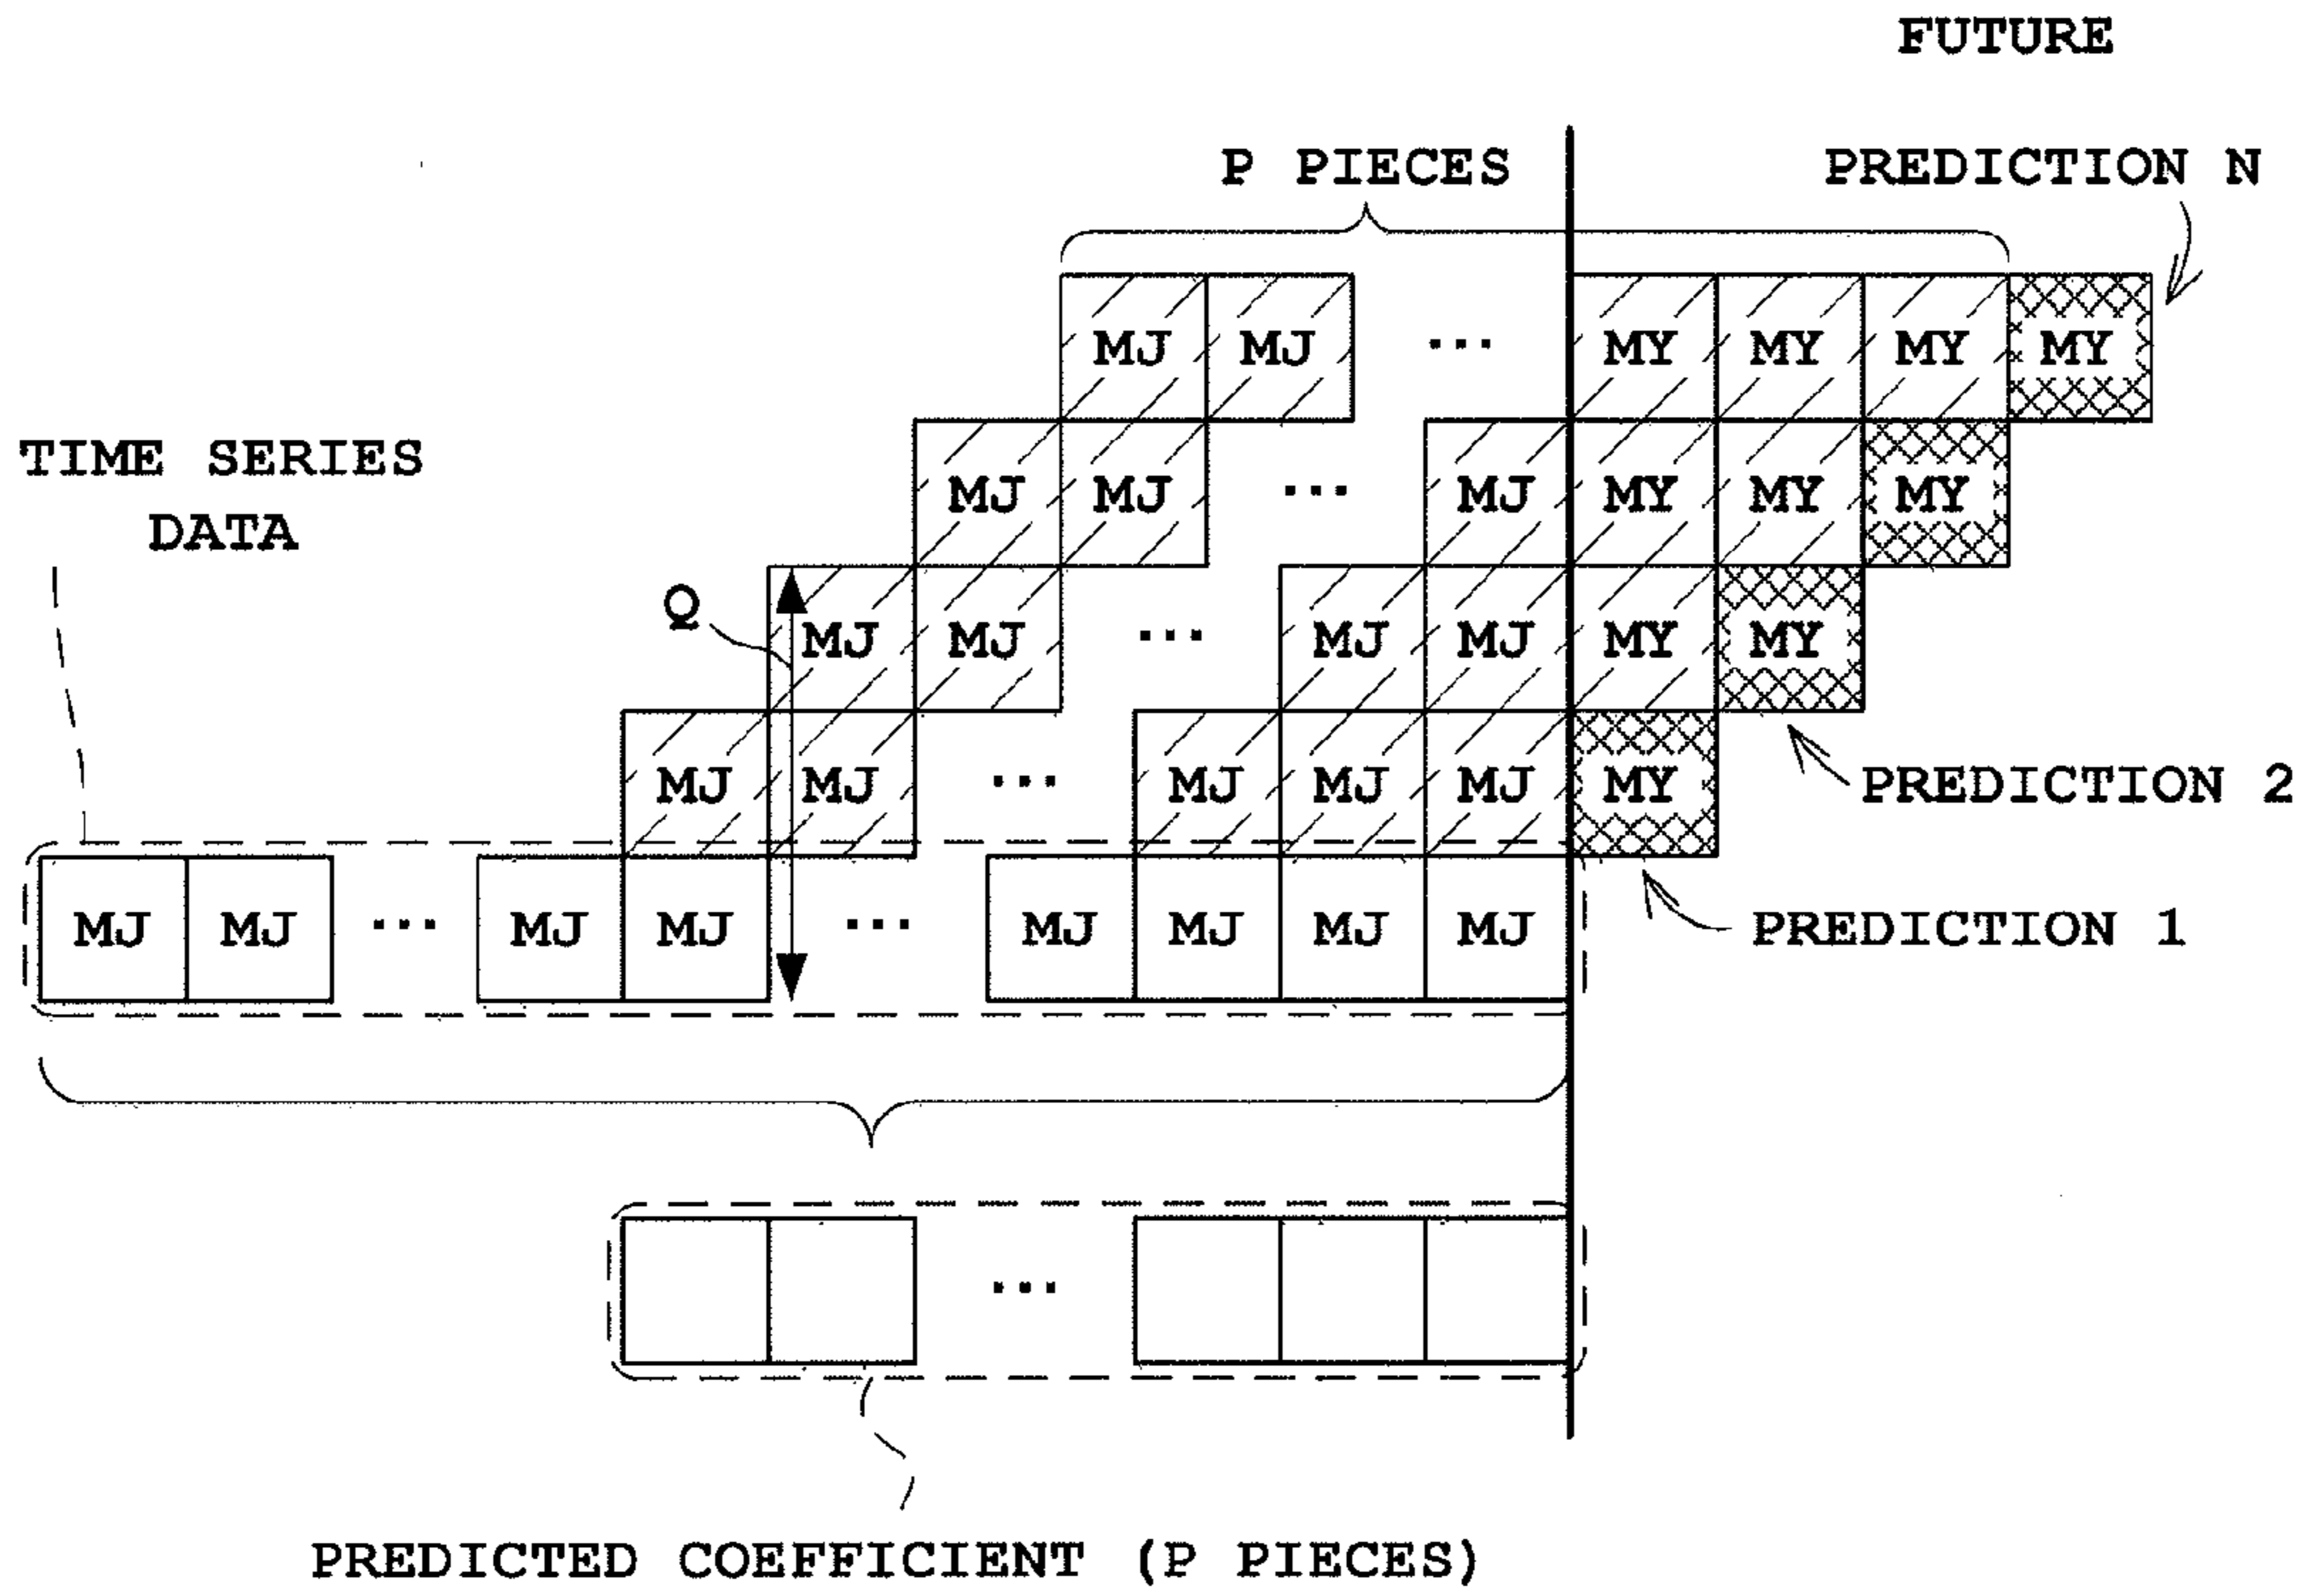 FUTURE
P PIECES
PREDICTION N
MJ MJ ... MY MY MY MY
TIME SERIES
DATA
MJ MJ ... MJ MY MY MY
Q
MJ MJ ... MJ MJ MY MY
MJ MJ ... MJ MJ MJ MY
PREDICTION 2
MJ MJ ... MJ MJ ... MJ MJ MJ MJ
PREDICTION 1
...
PREDICTED COEFFICIENT (P PIECES)